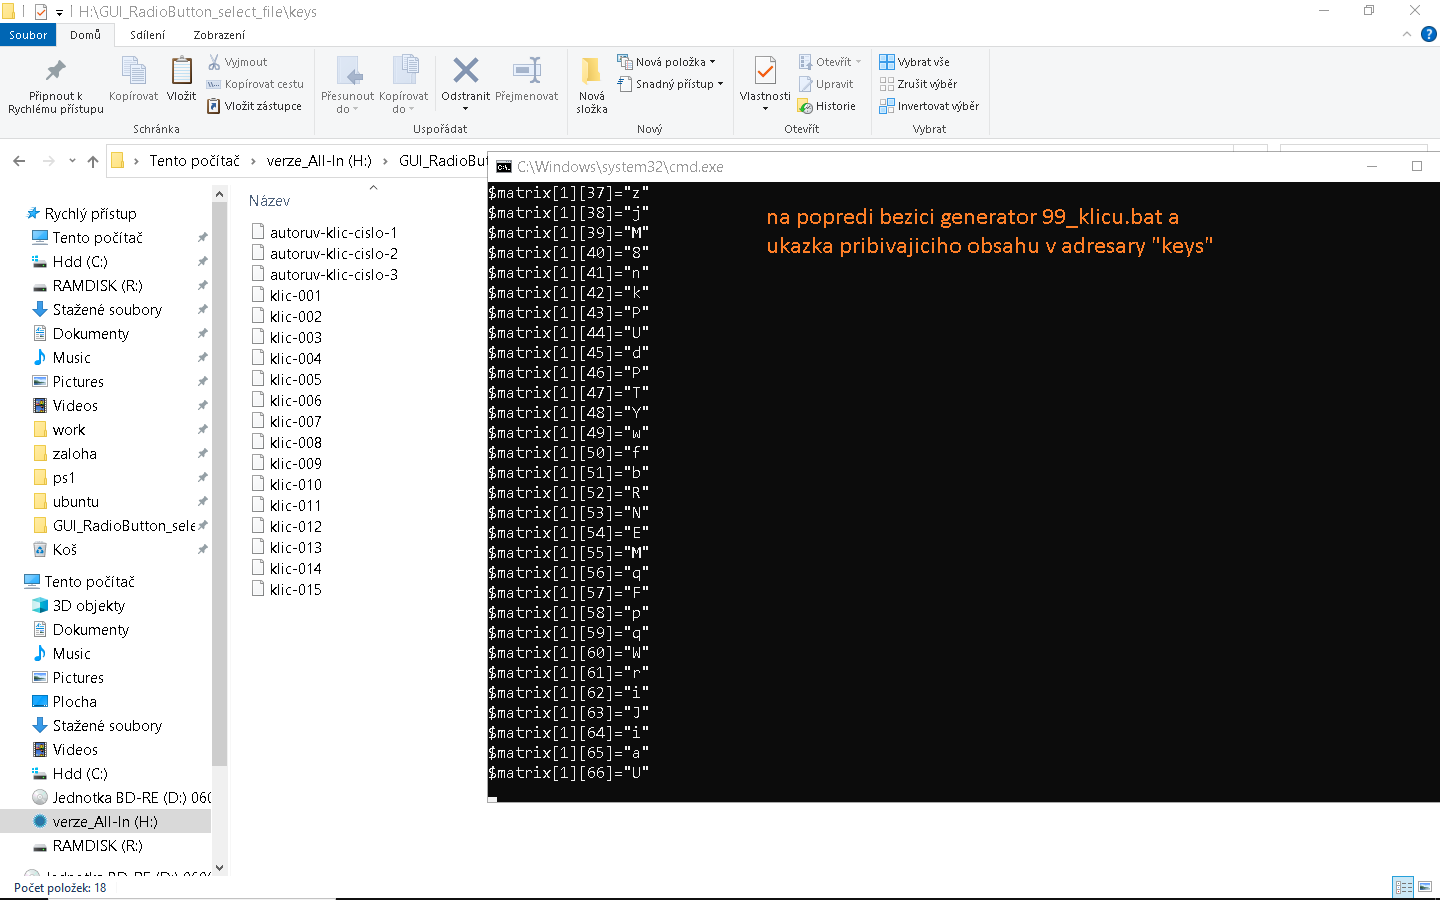 H:\GUI_RadioButton_select_file\keys
Soubor
Domů
Sdílení
Zobrazení
Připnout k
Rychlému přístupu
Kopírovat
Vložit
Vyjmout
Kopírovat cestu
Vložit zástupce
Schránka
Přesunout
do
Kopírovat
do
Odstranit
Přejmenovat
Uspořádat
Nová
složka
Nová položka
Snadný přístup
Nový
Vlastnosti
Otevřít
Upravit
Historie
Otevřít
Vybrat vše
Zrušit výběr
Invertovat výběr
Vybrat
Tento počítač
verze_All-In (H:)
GUI_RadioBut
Rychlý přístup
Tento počítač
Hdd (C:)
RAMDISK (R:)
Stažené soubory
Dokumenty
Music
Pictures
Videos
work
zaloha
ps1
ubuntu
GUI_RadioButton_sele
Koš
Tento počítač
3D objekty
Dokumenty
Music
Pictures
Plocha
Stažené soubory
Videos
Hdd (C:)
Jednotka BD-RE (D:) 060
verze_All-In (H:)
RAMDISK (R:)
Název
autoruv-klic-cislo-1
autoruv-klic-cislo-2
autoruv-klic-cislo-3
klic-001
klic-002
klic-003
klic-004
klic-005
klic-006
klic-007
klic-008
klic-009
klic-010
klic-011
klic-012
klic-013
klic-014
klic-015
C:\Windows\system32\cmd.exe
$matrix[1][37]="z"
$matrix[1][38]="j"
$matrix[1][39]="M"
$matrix[1][40]="8"
$matrix[1][41]="n"
$matrix[1][42]="k"
$matrix[1][43]="P"
$matrix[1][44]="U"
$matrix[1][45]="d"
$matrix[1][46]="P"
$matrix[1][47]="T"
$matrix[1][48]="Y"
$matrix[1][49]="w"
$matrix[1][50]="f"
$matrix[1][51]="b"
$matrix[1][52]="R"
$matrix[1][53]="N"
$matrix[1][54]="E"
$matrix[1][55]="M"
$matrix[1][56]="q"
$matrix[1][57]="F"
$matrix[1][58]="p"
$matrix[1][59]="q"
$matrix[1][60]="W"
$matrix[1][61]="r"
$matrix[1][62]="i"
$matrix[1][63]="J"
$matrix[1][64]="i"
$matrix[1][65]="a"
$matrix[1][66]="U"
na popredi bezici generator 99_klicu.bat a
ukazka pribivajiciho obsahu v adresary "keys"
Počet položek: 18